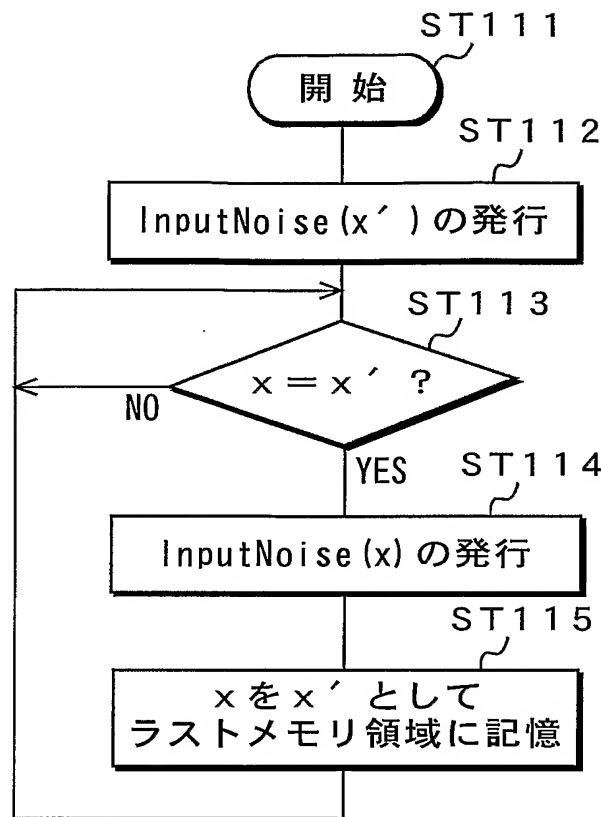 ST111
開始
ST112
InputNoise(x′)の発行
ST113
x=x′?
NO
YES
ST114
InputNoise(x)の発行
ST115
xをx′として
ラストメモリ領域に記憶